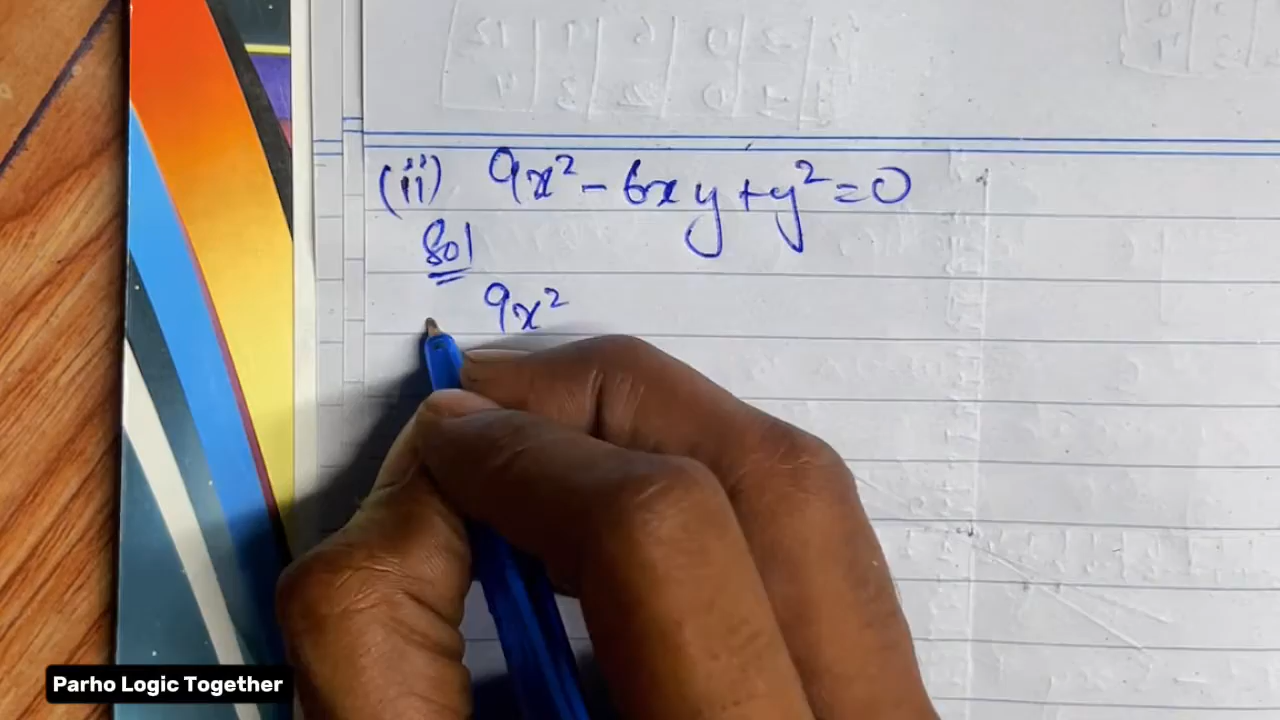 (ii) 9x² - 6xy + y² = 0
Sol
9x²
Parho Logic Together